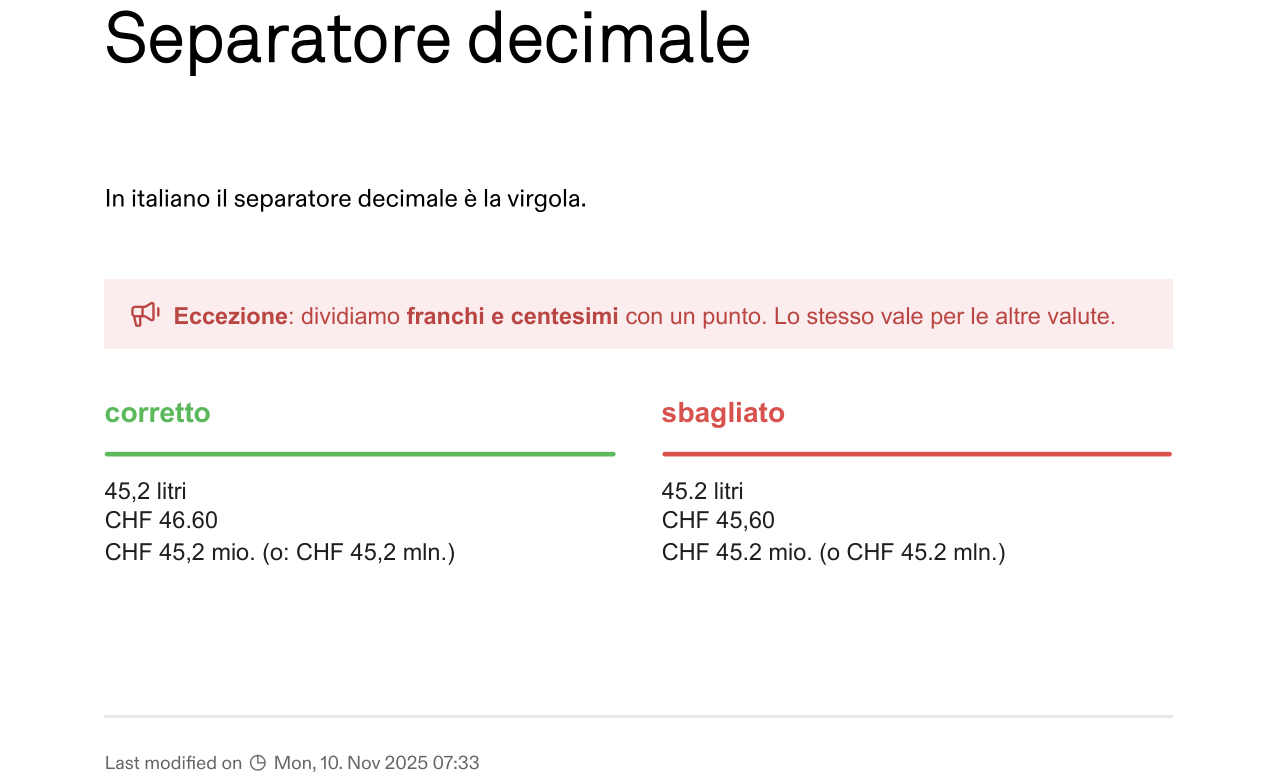 Separatore decimale
In italiano il separatore decimale è la virgola.
Eccezione: dividiamo franchi e centesimi con un punto. Lo stesso vale per le altre valute.
corretto
45,2 litri
CHF 46.60
CHF 45,2 mio. (o: CHF 45,2 mln.)
sbagliato
45.2 litri
CHF 45,60
CHF 45.2 mio. (o CHF 45.2 mln.)
Last modified on Mon, 10. Nov 2025 07:33